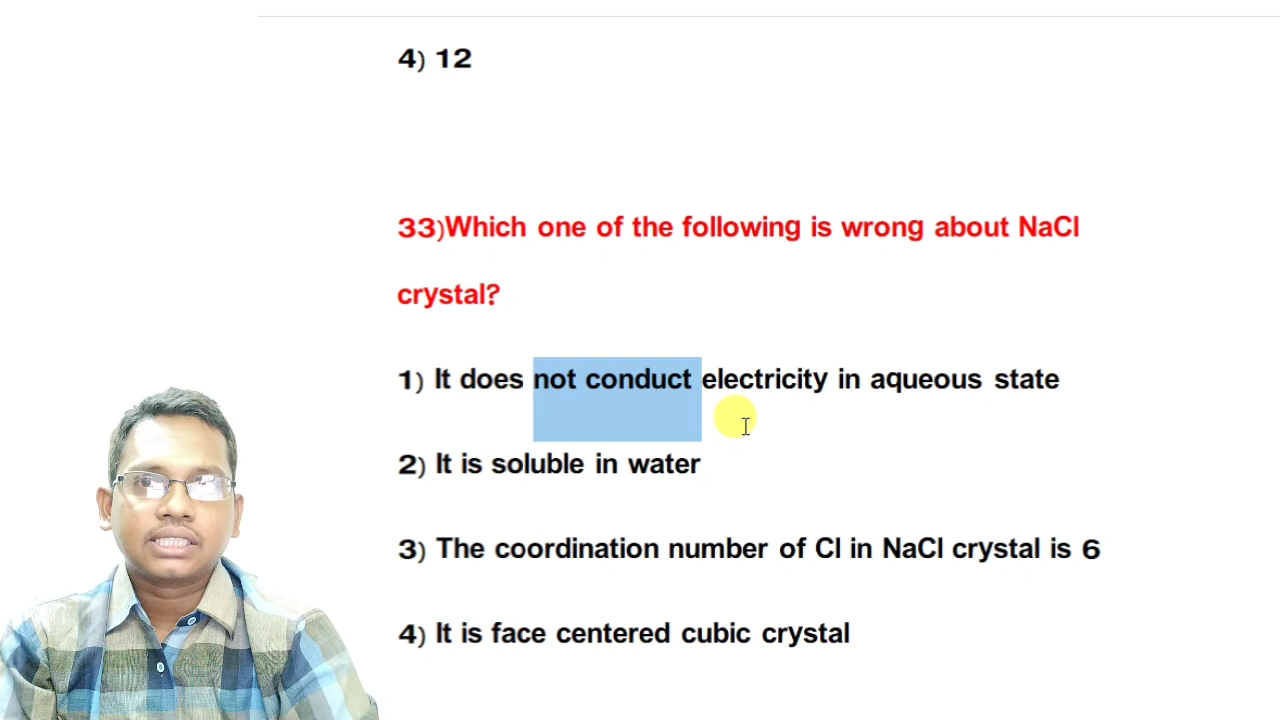 4) 12
33)Which one of the following is wrong about NaCl
crystal?
1) It does not conduct electricity in aqueous state
2) It is soluble in water
3) The coordination number of Cl in NaCl crystal is 6
4) It is face centered cubic crystal